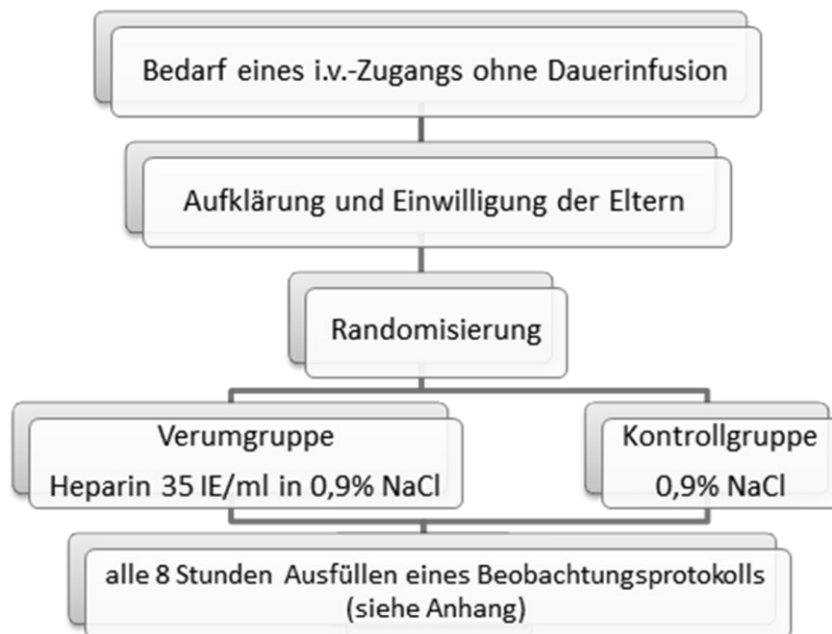 Bedarf eines i.v.-Zugangs ohne Dauerinfusion
Aufklärung und Einwilligung der Eltern
Randomisierung
Verumgruppe
Heparin 35 IE/ml in 0,9% NaCl
Kontrollgruppe
0,9% NaCl
alle 8 Stunden Ausfüllen eines Beobachtungsprotokolls
(siehe Anhang)